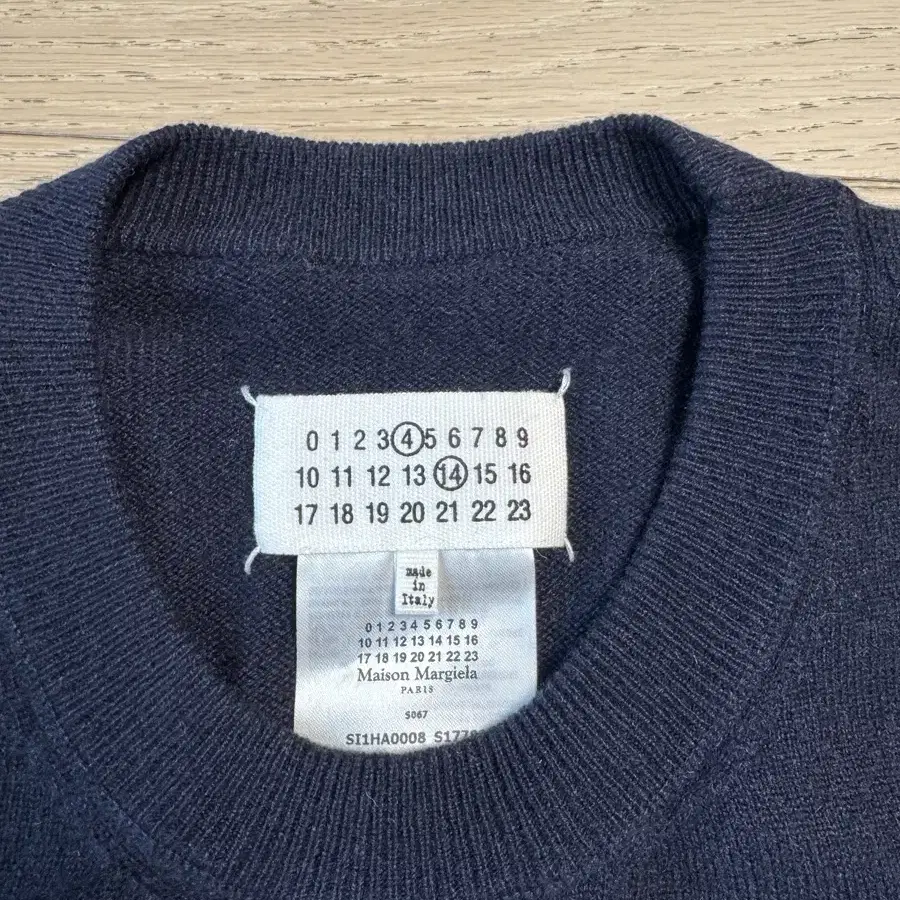 0 1 2 3 4 5 6 7 8 9
10 11 12 13 14 15 16
17 18 19 20 21 22 23
made
in
Italy
0 1 2 3 4 5 6 7 8 9
10 11 12 13 14 15 16
17 18 19 20 21 22 23
Maison Margiela
PARIS
S067
SI1HA0008 S1778